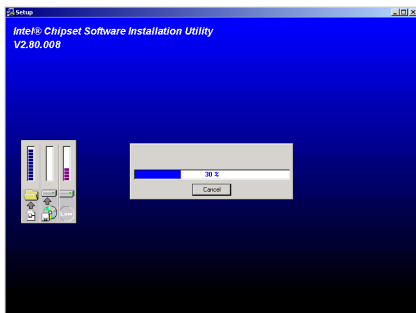 Setup
Intel® Chipset Software Installation Utility
V2.80.008
30 %
Cancel